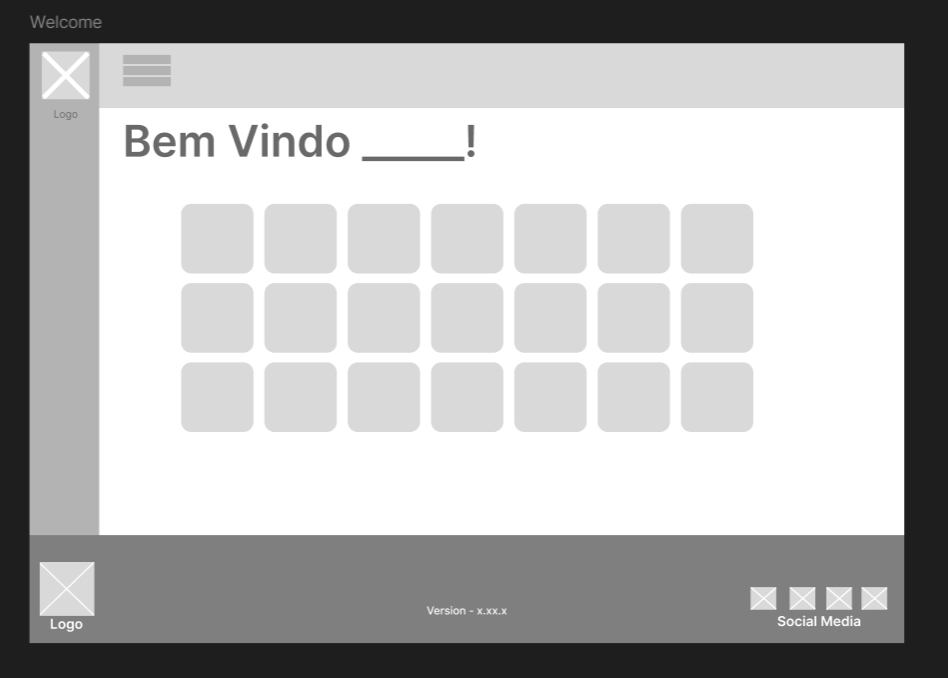 Welcome
Logo
Bem Vindo _____!
Version - x.xx.x
Logo
Social Media